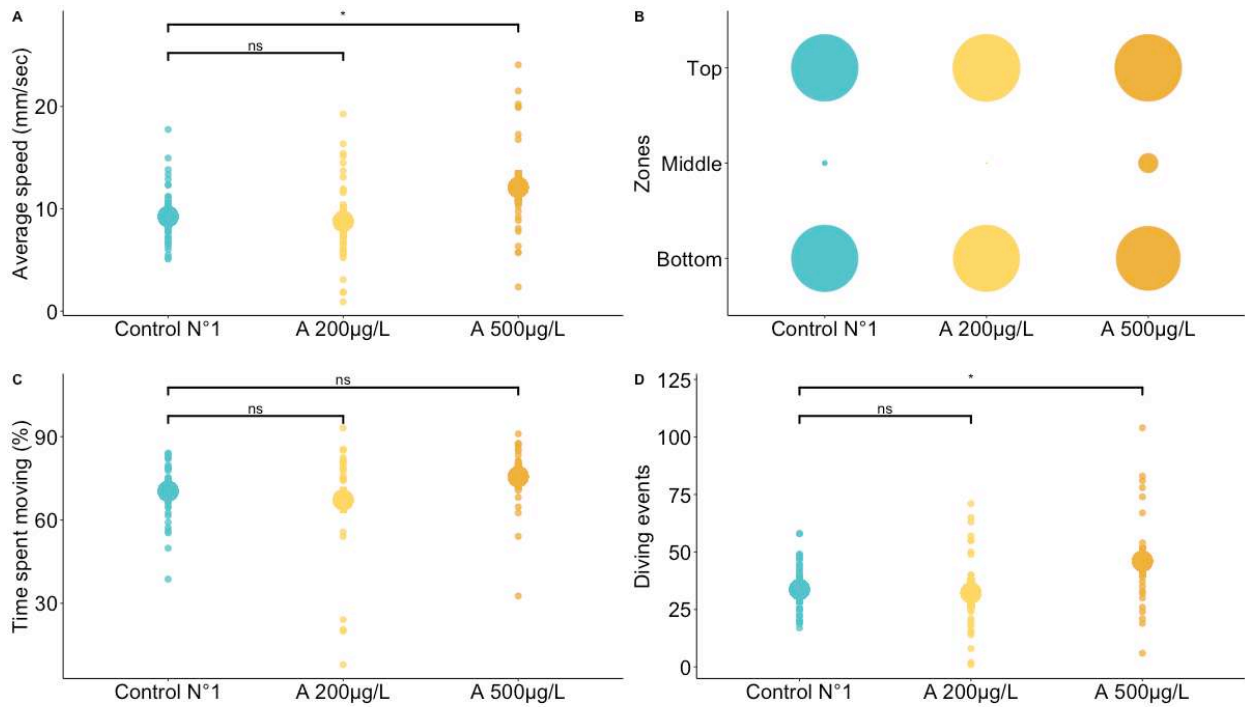 A
Average speed (mm/sec)
20
10
0
ns
*
Control N°1
A 200µg/L
A 500µg/L
B
Zones
Top
Middle
Bottom
Control N°1
A 200µg/L
A 500µg/L
C
Time spent moving (%)
90
60
30
ns
ns
Control N°1
A 200µg/L
A 500µg/L
D
Diving events
125
100
75
50
25
0
*
ns
Control N°1
A 200µg/L
A 500µg/L